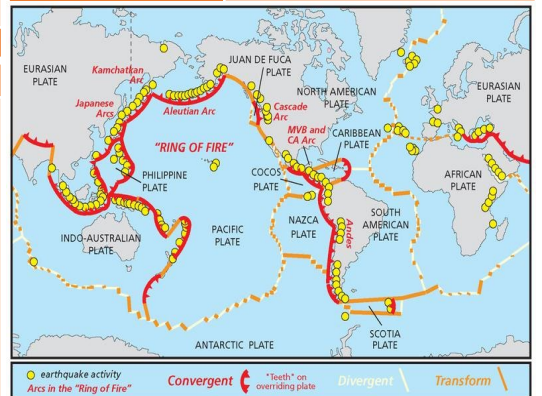 EURASIAN
PLATE
Kamchatkan
Arc
Japanese
Arcs
Aleutian Arc
"RING OF FIRE"
PHILIPPINE
PLATE
INDO-AUSTRALIAN
PLATE
PACIFIC
PLATE
ANTARCTIC PLATE
JUAN DE FUCA
PLATE
NORTH AMERICAN
PLATE
Cascade
Arc
MVB and
CA Arc
CARIBBEAN
PLATE
COCOS
PLATE
NAZCA
PLATE
Andes
SOUTH
AMERICAN
PLATE
SCOTIA
PLATE
EURASIAN
PLATE
AFRICAN
PLATE
earthquake activity
Arcs in the "Ring of Fire"
Convergent
"Teeth" on
overriding plate
Divergent
Transform